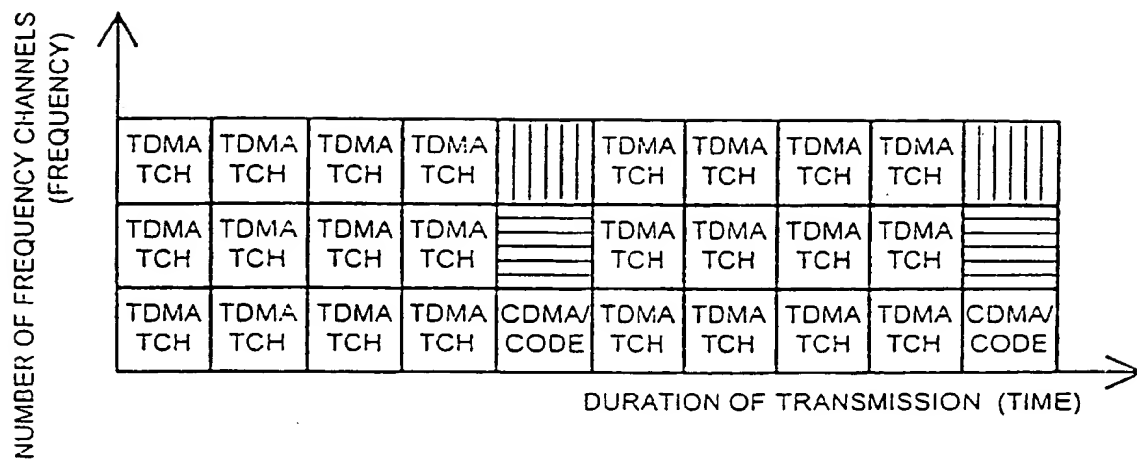 NUMBER OF FREQUENCY CHANNELS
(FREQUENCY)
TDMA TDMA TDMA TDMA TDMA TDMA TDMA TDMA
TCH TCH TCH TCH TCH TCH TCH TCH
TDMA TDMA TDMA TDMA TDMA TDMA TDMA TDMA
TCH TCH TCH TCH TCH TCH TCH TCH
TDMA TDMA TDMA TDMA CDMA/ TDMA TDMA TDMA TDMA CDMA/
TCH TCH TCH TCH CODE TCH TCH TCH TCH CODE
DURATION OF TRANSMISSION (TIME)